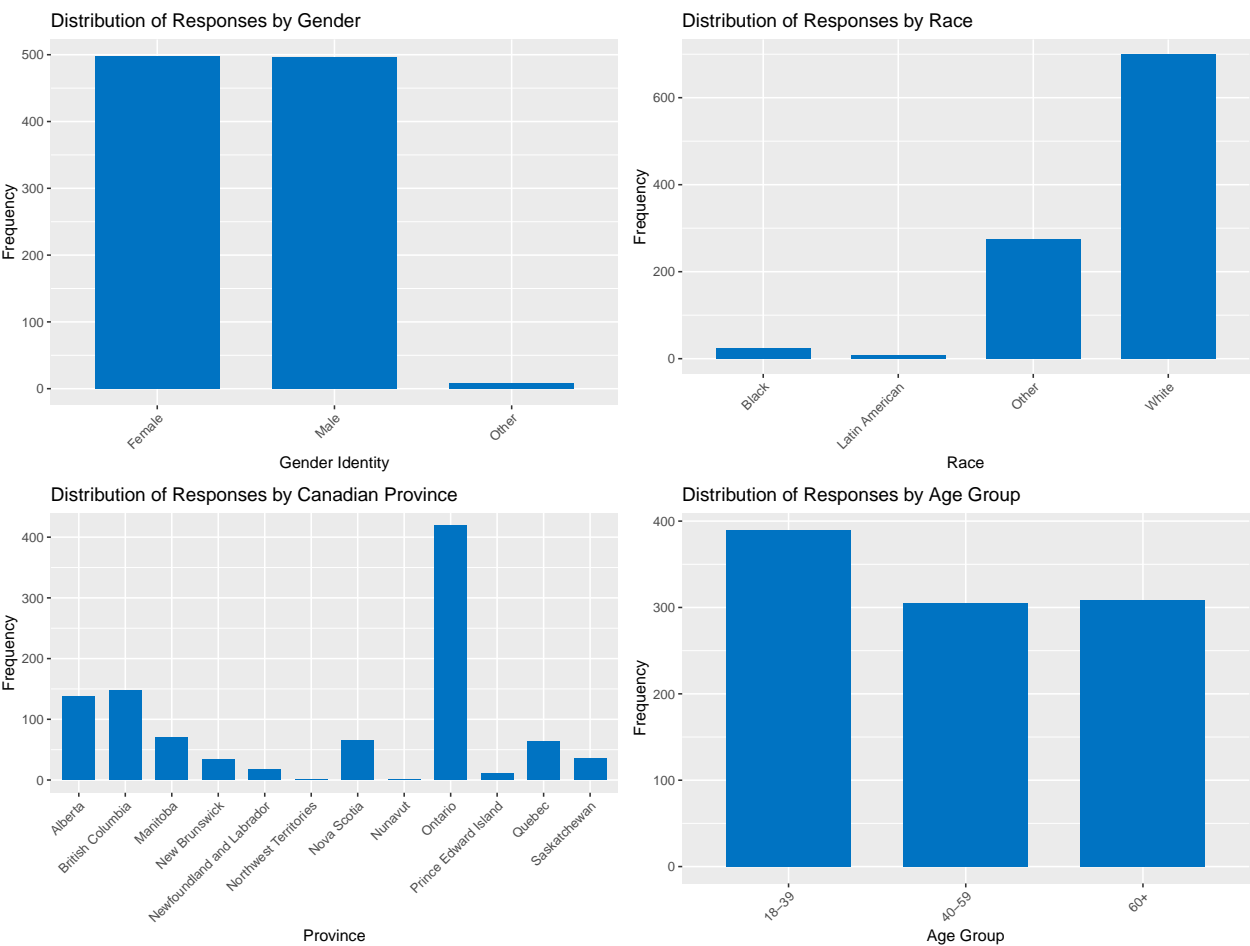 Distribution of Responses by Gender
500
400
300
200
100
0
Frequency
Female
Male
Other
Gender Identity
Distribution of Responses by Race
600
400
200
0
Frequency
Black
Latin American
Other
White
Race
Distribution of Responses by Canadian Province
400
300
200
100
0
Frequency
Alberta
British Columbia
Manitoba
New Brunswick
Newfoundland and Labrador
Northwest Territories
Nova Scotia
Nunavut
Ontario
Prince Edward Island
Quebec
Saskatchewan
Province
Distribution of Responses by Age Group
400
300
200
100
0
Frequency
18–39
40–59
60+
Age Group